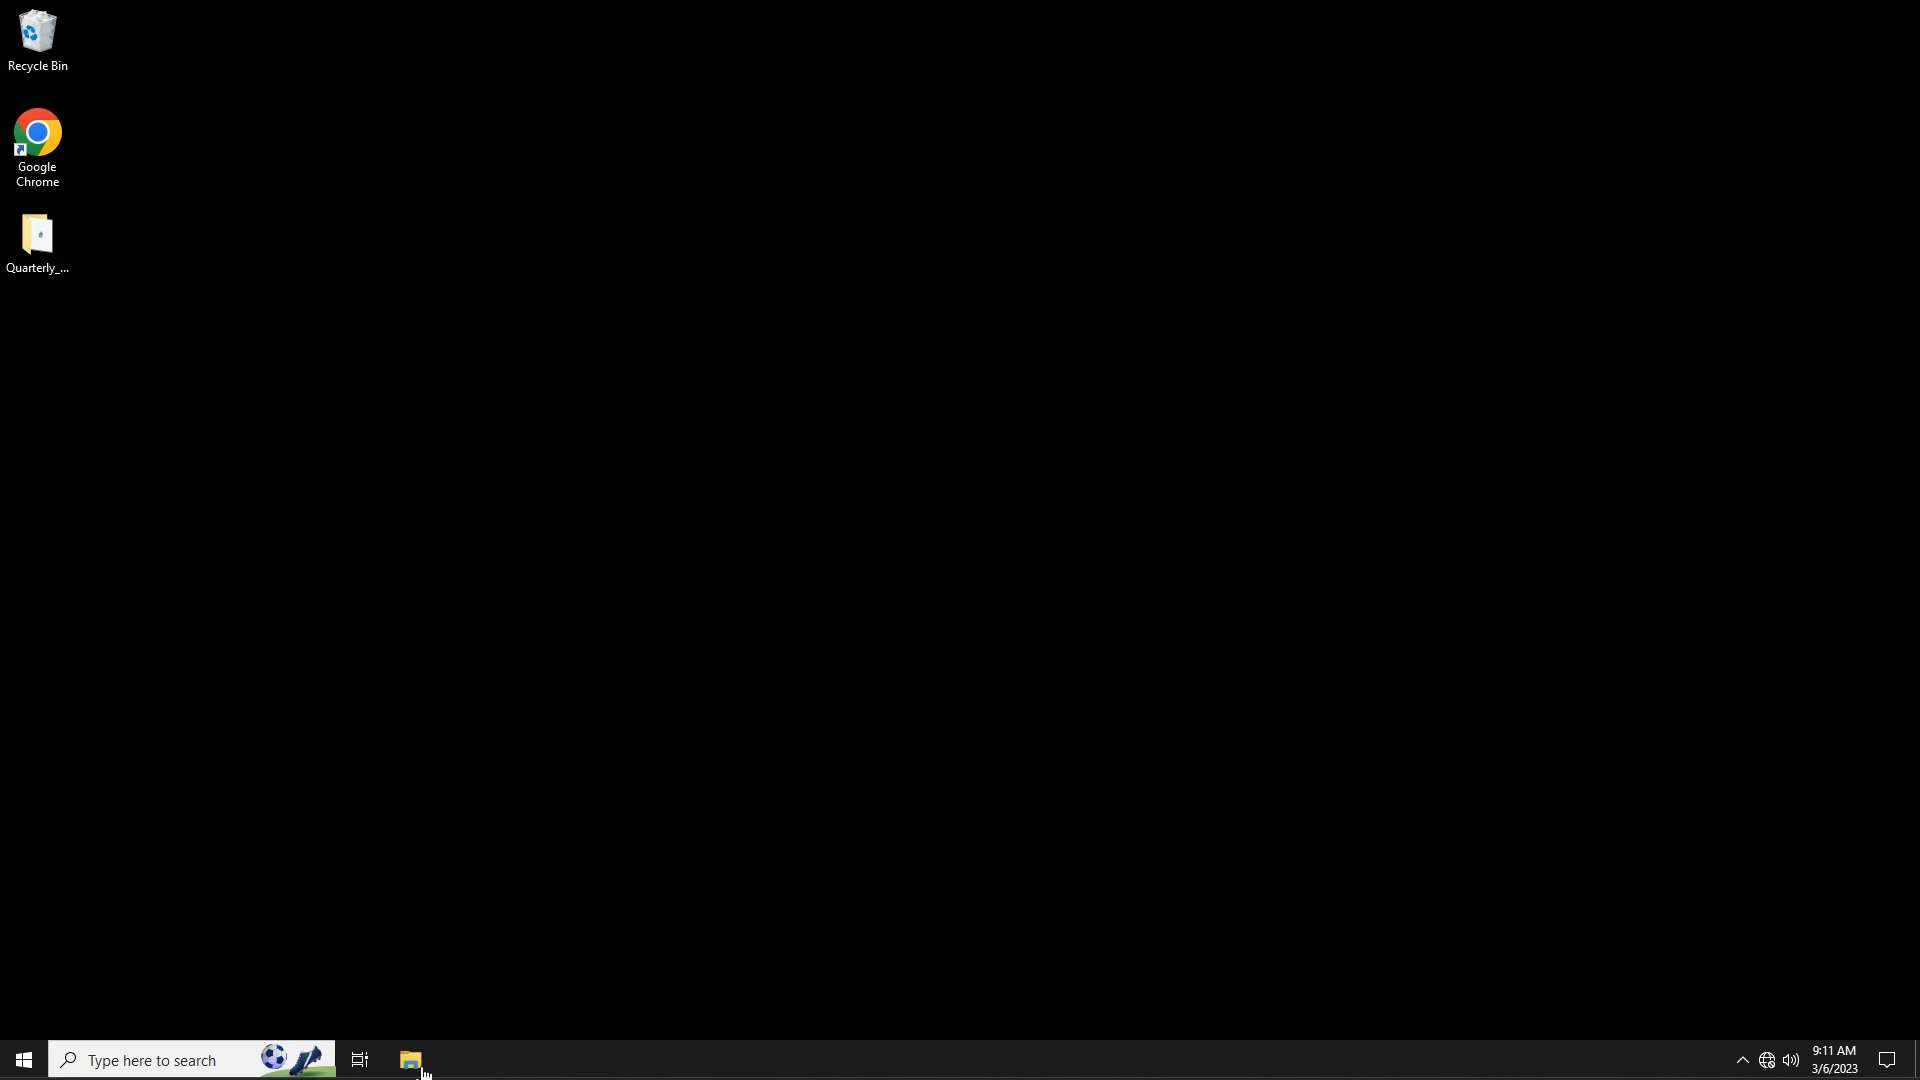 Recycle Bin
Google
Chrome
Quarterly_...
Type here to search
9:11 AM
3/6/2023